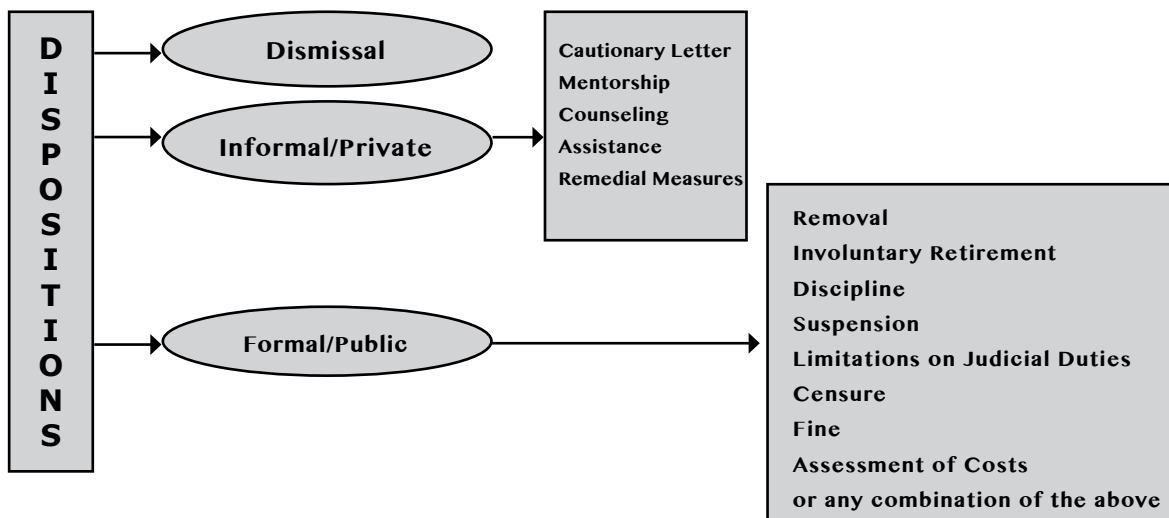 DISPOSITIONS
Dismissal
Informal/Private
Cautionary Letter
Mentorship
Counseling
Assistance
Remedial Measures
Formal/Public
Removal
Involuntary Retirement
Discipline
Suspension
Limitations on Judicial Duties
Censure
Fine
Assessment of Costs
or any combination of the above